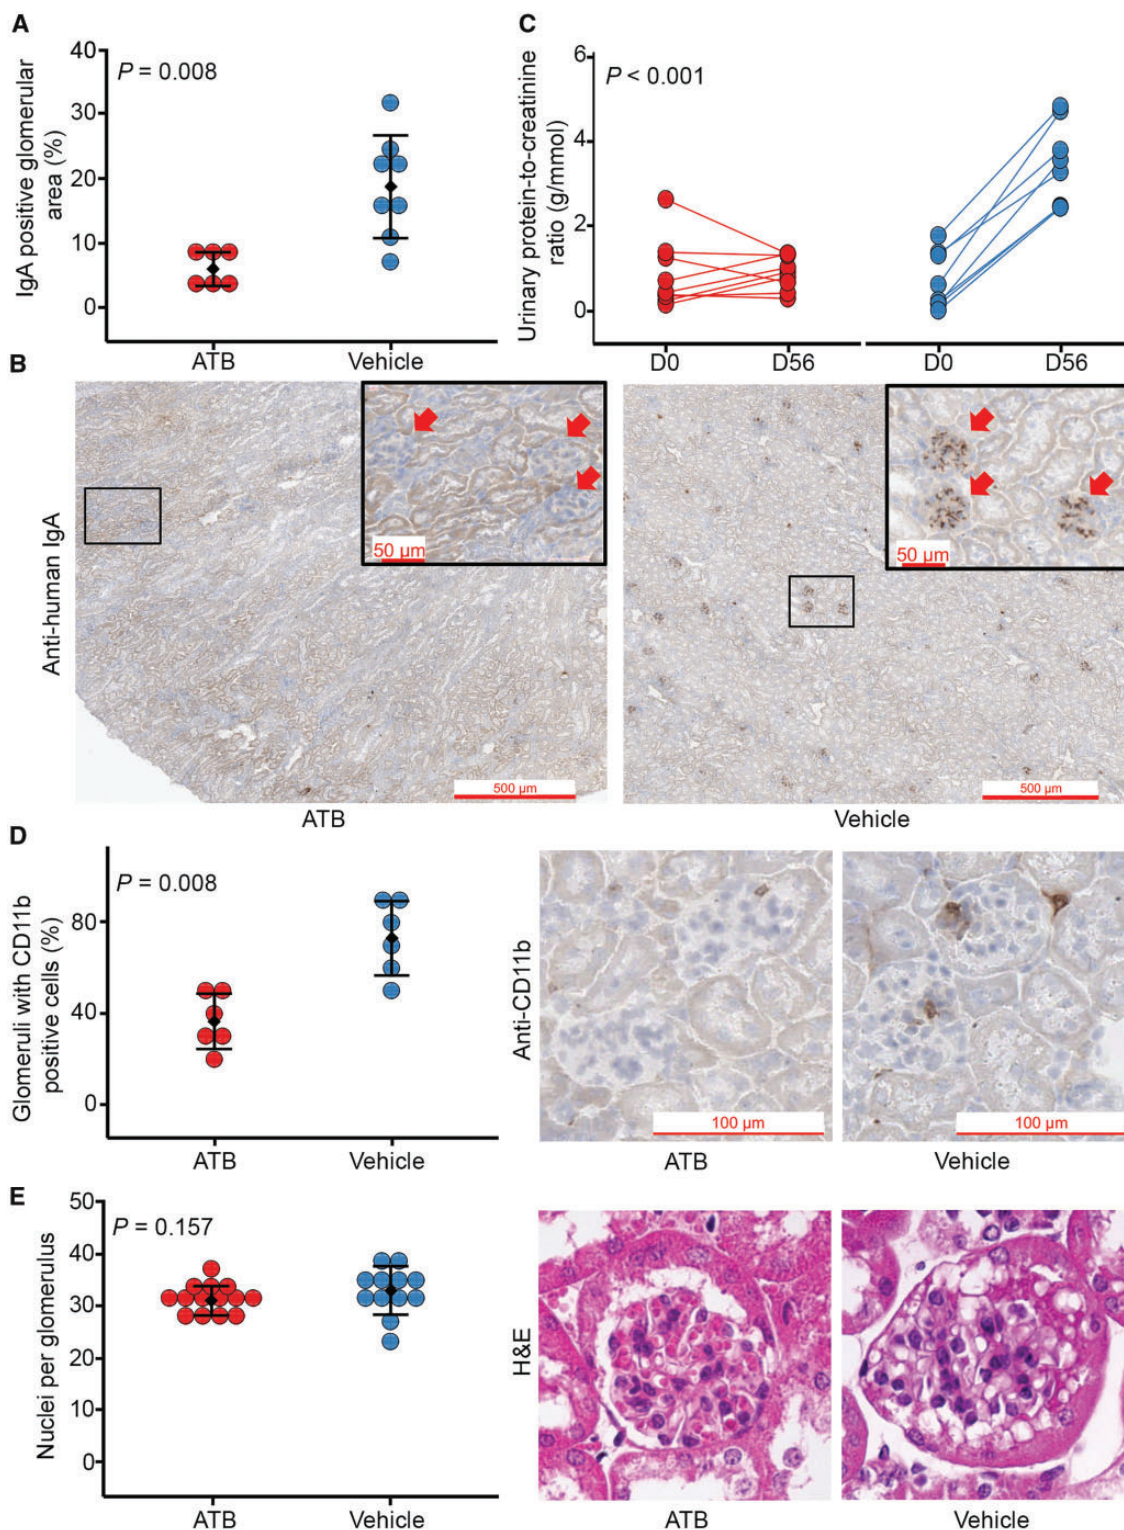 A
IgA positive glomerular
area (%)
40
30
20
10
0
P = 0.008
ATB
Vehicle
C
Urinary protein-to-creatinine
ratio (g/mmol)
6
4
2
0
P < 0.001
D0
D56
D0
D56
B
Anti-human IgA
50 µm
500 µm
ATB
50 µm
500 µm
Vehicle
D
Glomeruli with CD11b
positive cells (%)
80
40
0
P = 0.008
ATB
Vehicle
Anti-CD11b
100 µm
ATB
100 µm
Vehicle
E
Nuclei per glomerulus
50
40
30
20
10
0
P = 0.157
ATB
Vehicle
H&E
ATB
Vehicle